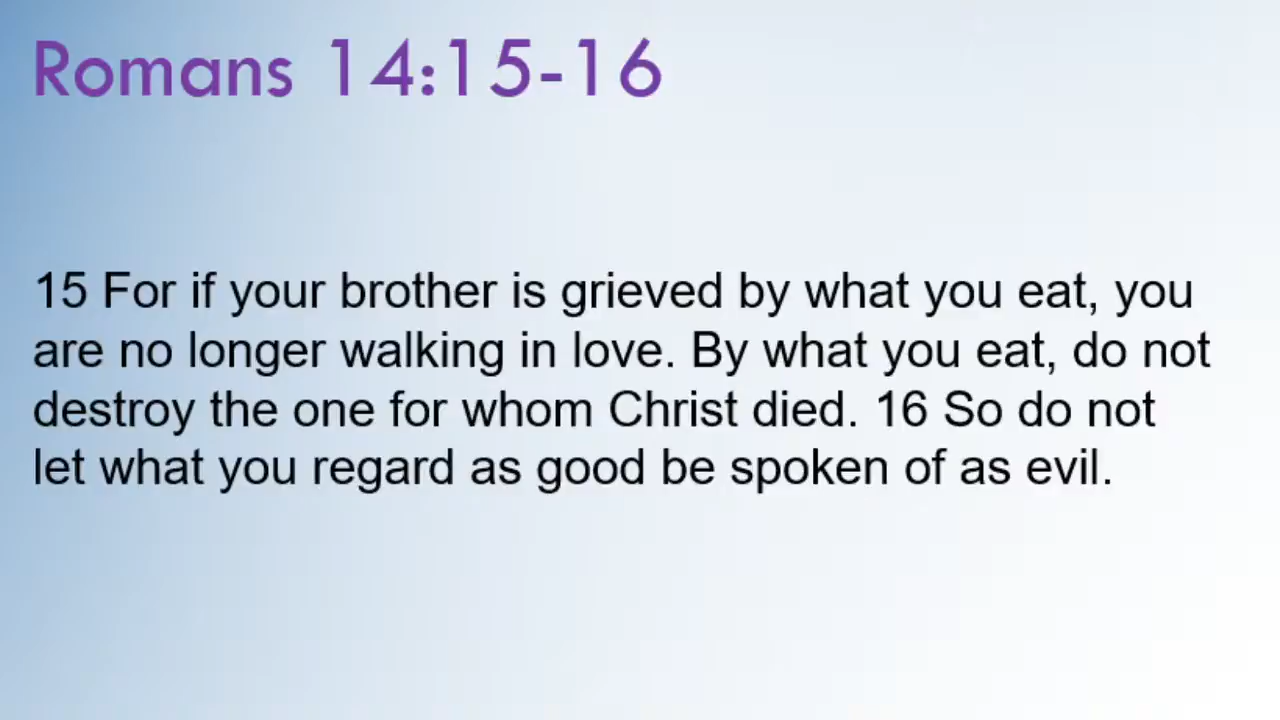 Romans 14:15-16
15 For if your brother is grieved by what you eat, you
are no longer walking in love. By what you eat, do not
destroy the one for whom Christ died. 16 So do not
let what you regard as good be spoken of as evil.